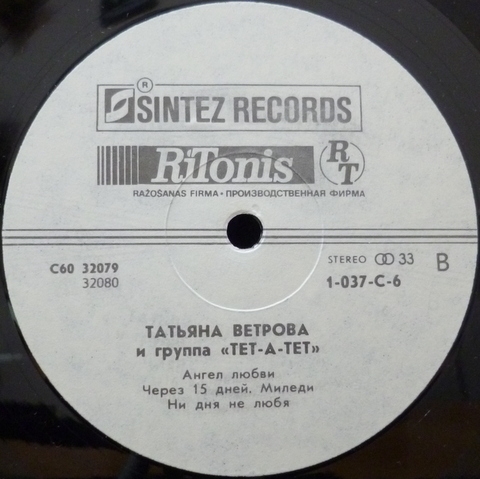 ®
SINTEZ RECORDS
RiTonis RT
RAŽOŠANAS FIRMA • ПРОИЗВОДСТВЕННАЯ ФИРМА
С60 32079
32080
STEREO 33 B
1-037-C-6
ТАТЬЯНА ВЕТРОВА
и группа «ТЕТ-А-ТЕТ»
Ангел любви
Через 15 дней. Миледи
Ни дня не любя